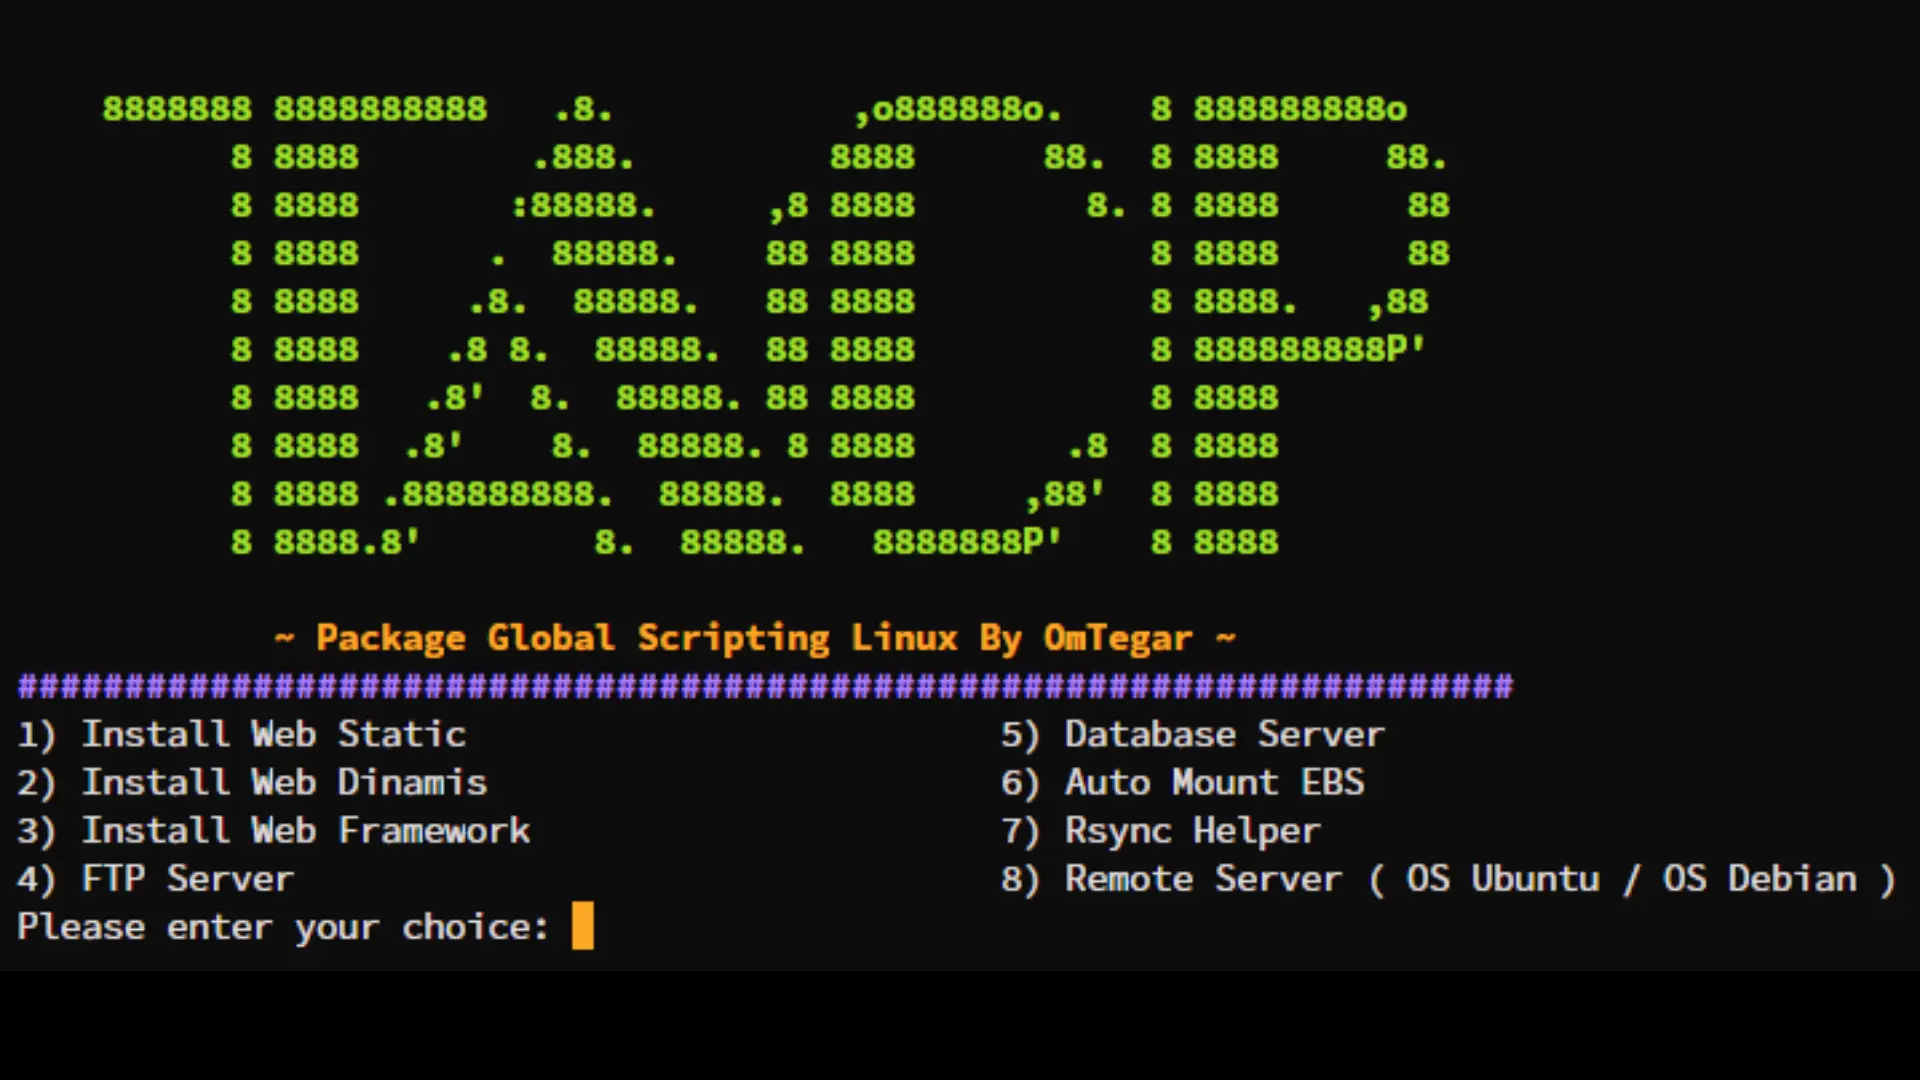 8888888 8888888888   .8.            ,o888888o.    8 888888888o
      8 8888        .888.         8888      88.  8 8888     88.
      8 8888       :88888.     ,8 8888        8. 8 8888      88
      8 8888      .  88888.    88 8888           8 8888      88
      8 8888     .8.  88888.   88 8888           8 8888.   ,88
      8 8888    .8 8.  88888.  88 8888           8 888888888P'
      8 8888   .8'  8.  88888. 88 8888           8 8888
      8 8888  .8'    8.  88888. 8 8888       .8  8 8888
      8 8888 .888888888.  88888.  8888     ,88'  8 8888
      8 8888.8'        8.  88888.   8888888P'    8 8888
~ Package Global Scripting Linux By OmTegar ~
######################################################################
1) Install Web Static                         5) Database Server
2) Install Web Dinamis                        6) Auto Mount EBS
3) Install Web Framework                      7) Rsync Helper
4) FTP Server                                 8) Remote Server ( OS Ubuntu / OS Debian )
Please enter your choice: